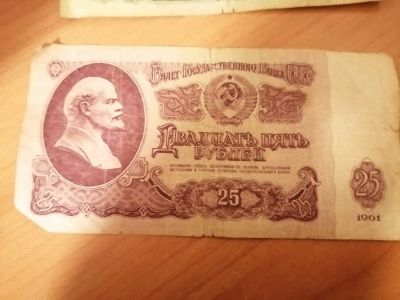 Билет Государственного Банка СССР
Двадцать пять
рублей
25
25
1961